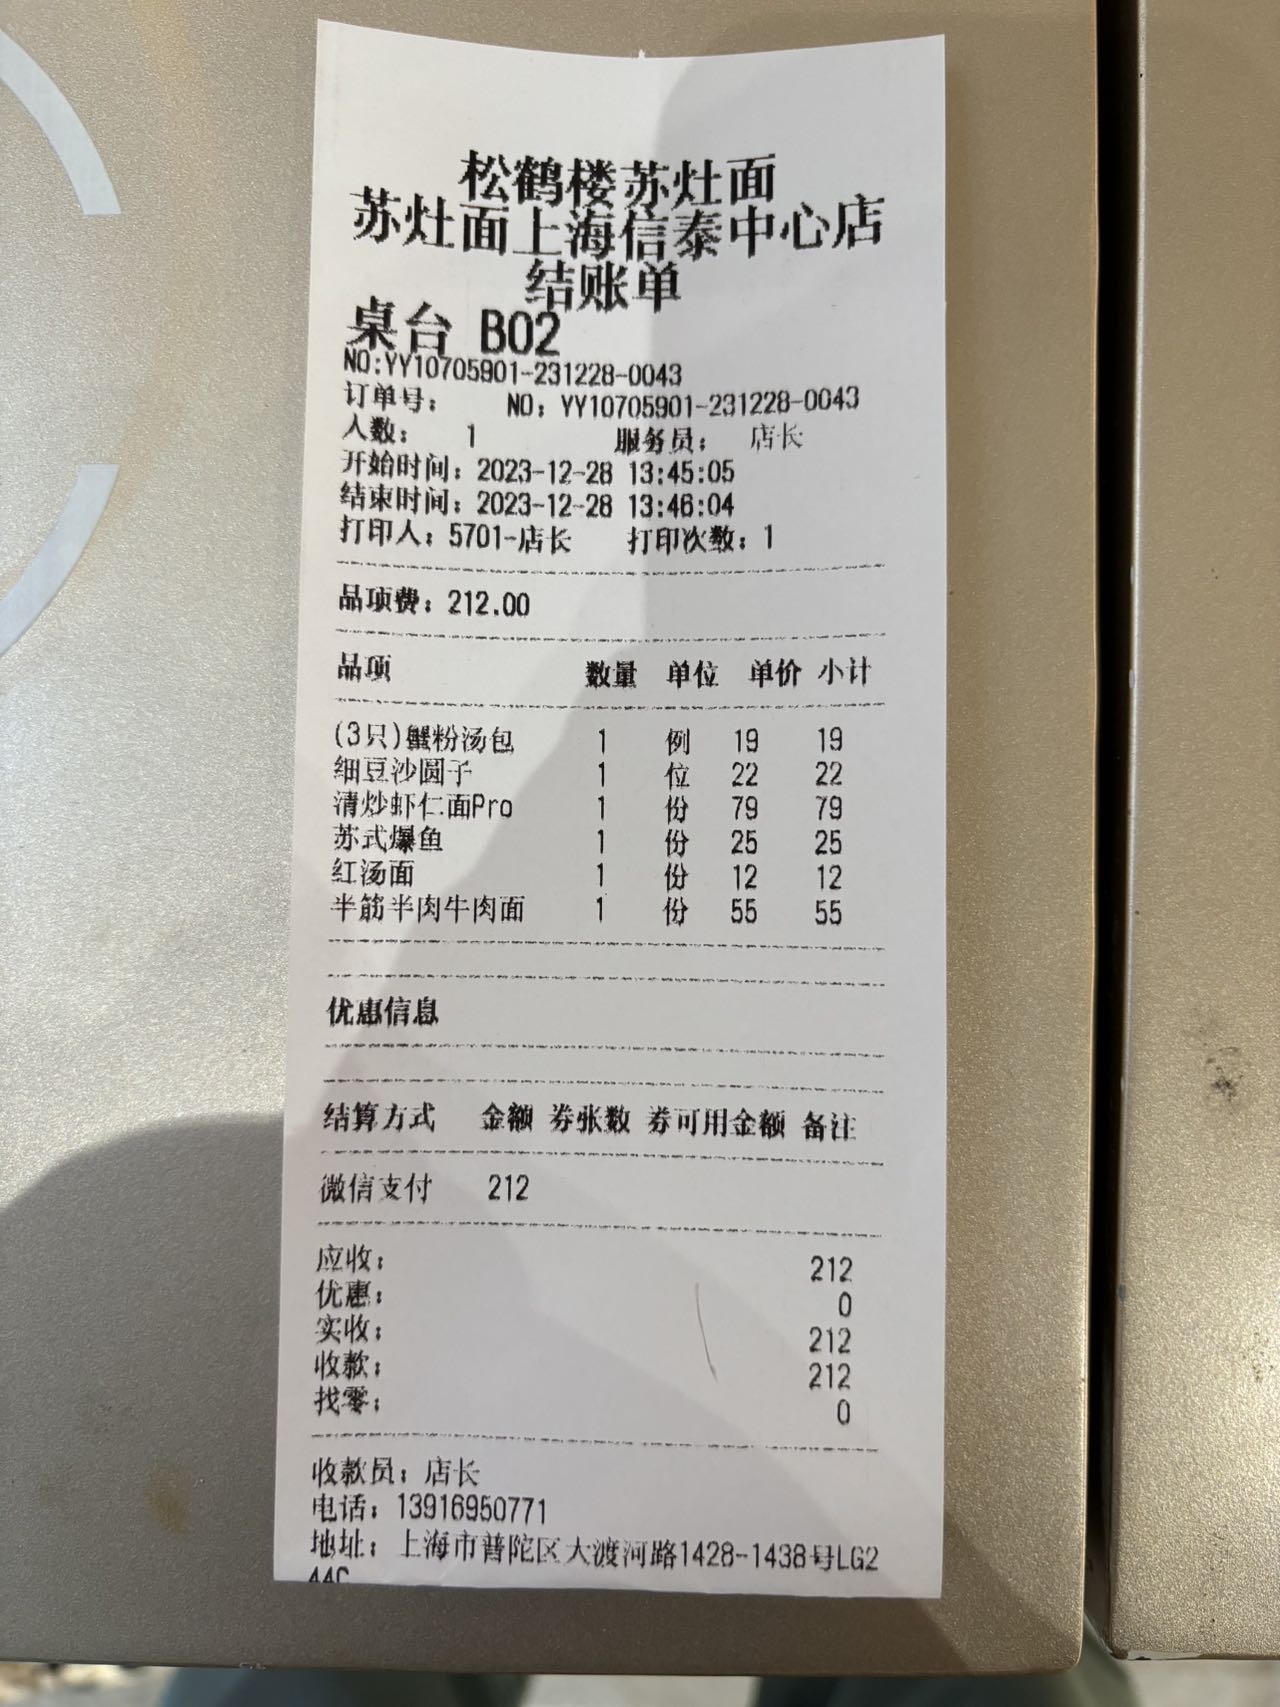 松鹤楼苏灶面
苏灶面上海信泰中心店
结账单
桌台 B02
NO:YY10705901-231228-0043
订单号： NO: YY10705901-231228-0043
人数： 1 服务员： 店长
开始时间：2023-12-28 13:45:05
结束时间：2023-12-28 13:46:04
打印人：5701-店长 打印次数：1
品项费：212.00
品项 数量 单位 单价 小计
(3只)蟹粉汤包 1 例 19 19
细豆沙圆子 1 位 22 22
清炒虾仁面Pro 1 份 79 79
苏式爆鱼 1 份 25 25
红汤面 1 份 12 12
半筋半肉牛肉面 1 份 55 55
优惠信息
结算方式 金额 券张数 券可用金额 备注
微信支付 212
应收： 212
优惠： 0
实收： 212
收款： 212
找零： 0
收款员：店长
电话：13916950771
地址：上海市普陀区大渡河路1428-1438号LG2
44C